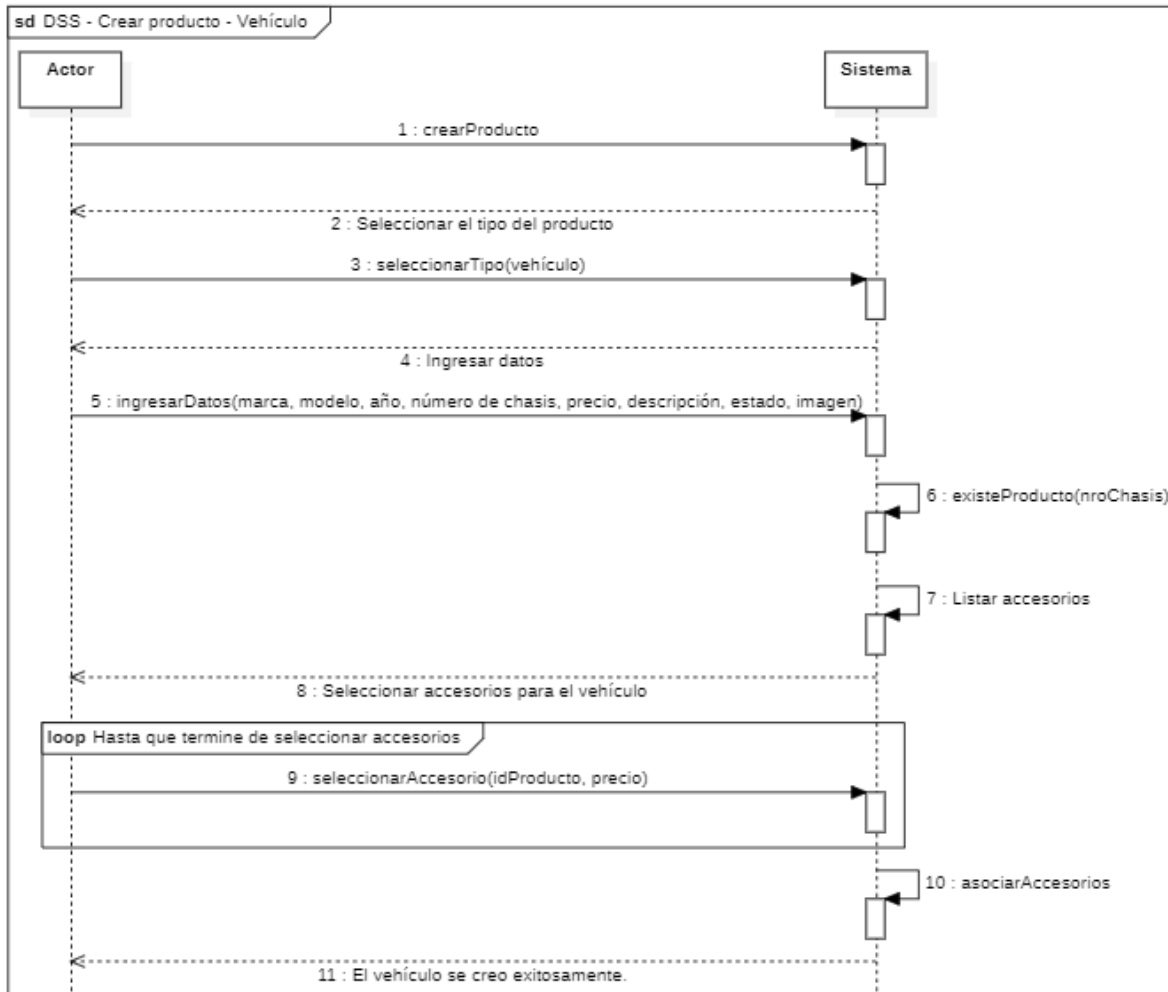 sd DSS - Crear producto - Vehículo
Actor
Sistema
1 : crearProducto
2 : Seleccionar el tipo del producto
3 : seleccionarTipo(vehículo)
4 : Ingresar datos
5 : ingresarDatos(marca, modelo, año, número de chasis, precio, descripción, estado, imagen)
6 : existeProducto(nroChasis)
7 : Listar accesorios
8 : Seleccionar accesorios para el vehículo
loop Hasta que termine de seleccionar accesorios
9 : seleccionarAccesorio(idProducto, precio)
10 : asociarAccesorios
11 : El vehículo se creo exitosamente.